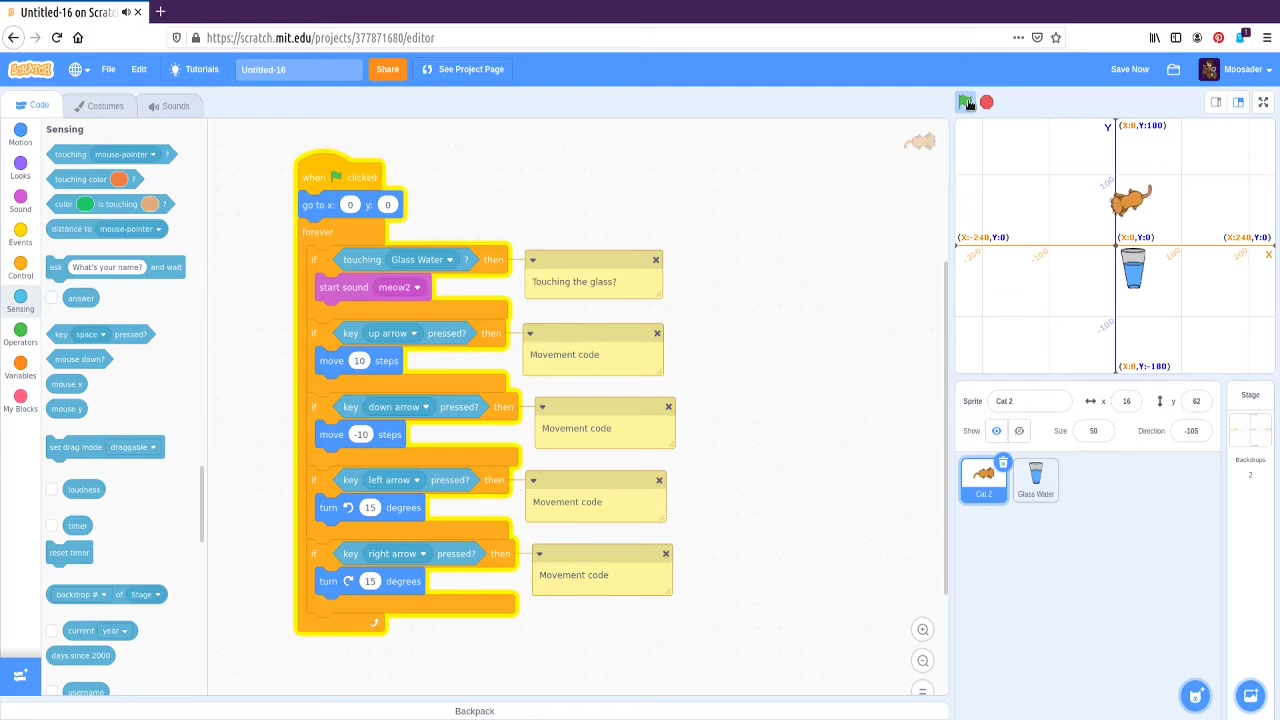 Untitled-16 on Scratc
https://scratch.mit.edu/projects/377871680/editor
1
SCRATCH
File
Edit
Tutorials
Untitled-16
Share
See Project Page
Save Now
Moosader
Code
Costumes
Sounds
Motion
Looks
Sound
Events
Control
Sensing
Operators
Variables
My Blocks
Sensing
touching mouse-pointer ?
touching color ?
color is touching ?
distance to mouse-pointer
ask What's your name? and wait
answer
key space pressed?
mouse down?
mouse x
mouse y
set drag mode draggable
loudness
timer
reset timer
backdrop # of Stage
current year
days since 2000
username
when clicked
go to x: 0 y: 0
forever
if touching Glass Water ? then
start sound meow2
if key up arrow pressed? then
move 10 steps
if key down arrow pressed? then
move -10 steps
if key left arrow pressed? then
turn 15 degrees
if key right arrow pressed? then
turn 15 degrees
Touching the glass?
Movement code
Movement code
Movement code
Movement code
Y (X:0,Y:180)
100
(X:-240,Y:0) (X:0,Y:0) (X:240,Y:0)
-200 -100 100 200 X
-100
(X:0,Y:-180)
Sprite Cat 2 x 16 y 62
Show Size 50 Direction -105
Cat 2
Glass Water
Stage
Backdrops
2
Backpack